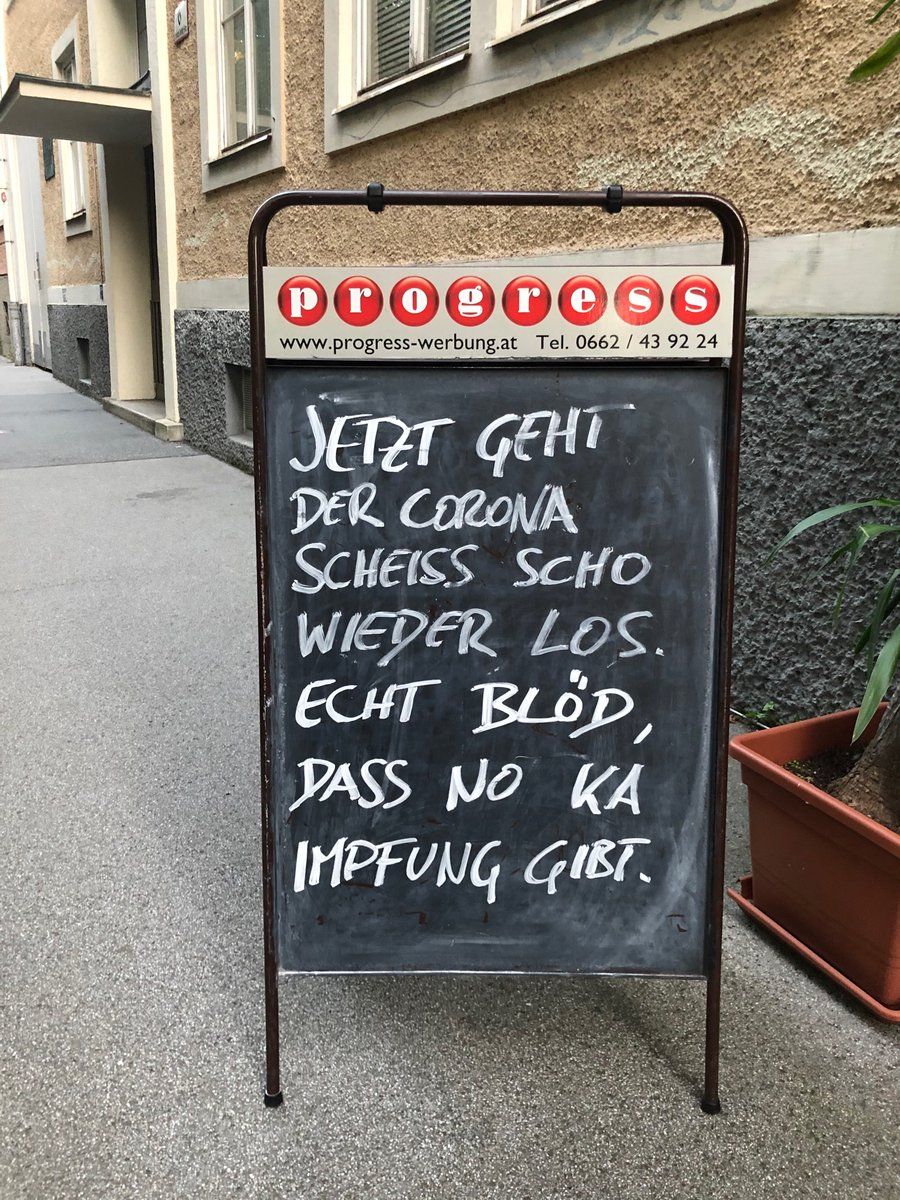 progress
www.progress-werbung.at Tel. 0662 / 43 92 24
JETZT GEHT
DER CORONA
SCHEISS SCHO
WIEDER LOS.
ECHT BLÖD,
DASS NO KA
IMPFUNG GIBT.